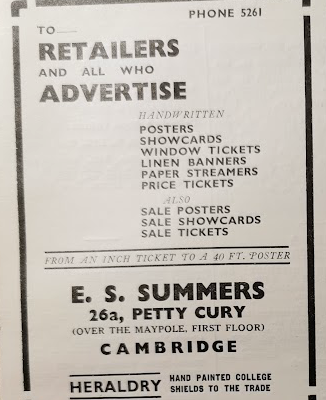 PHONE 5261
TO——
RETAILERS
AND ALL WHO
ADVERTISE
HANDWRITTEN
POSTERS
SHOWCARDS
WINDOW TICKETS
LINEN BANNERS
PAPER STREAMERS
PRICE TICKETS
ALSO
SALE POSTERS
SALE SHOWCARDS
SALE TICKETS
FROM AN INCH TICKET TO A 40 FT. POSTER
E. S. SUMMERS
26a, PETTY CURY
(OVER THE MAYPOLE, FIRST FLOOR)
CAMBRIDGE
HERALDRY HAND PAINTED COLLEGE
SHIELDS TO THE TRADE